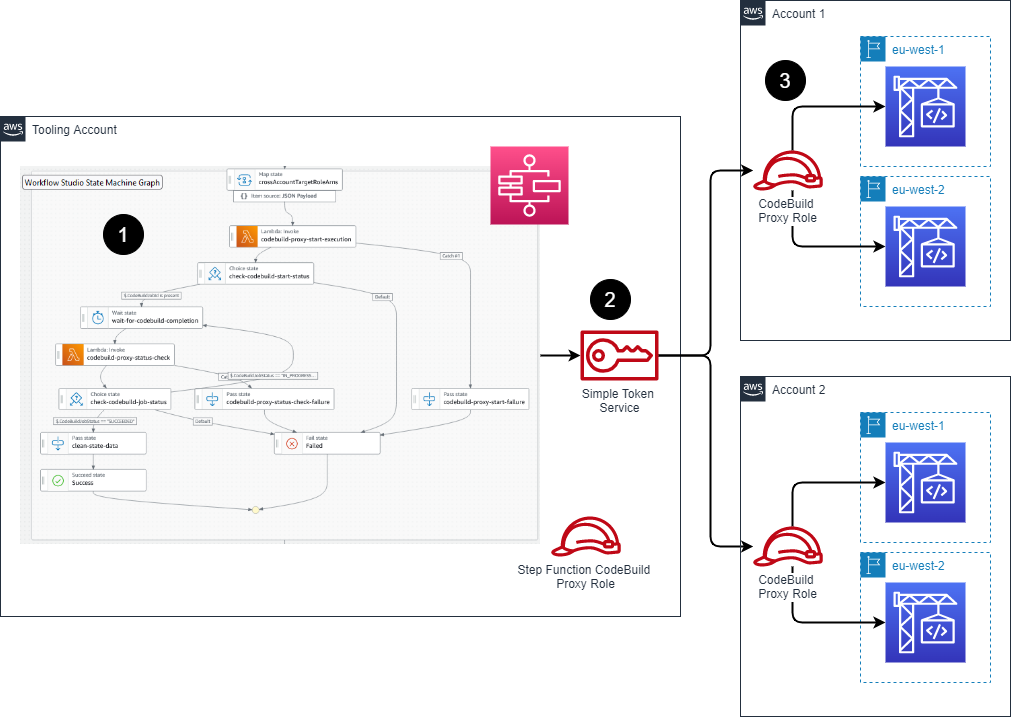 aws
Account 1
3
eu-west-1
CodeBuild
Proxy Role
eu-west-2
aws
Tooling Account
Workflow Studio State Machine Graph
Map state
crossAccountTargetRoleArns
{} Item source: JSON Payload
1
Lambda: Invoke
codebuild-proxy-start-execution
Catch #1
Choice state
check-codebuild-start-status
Default
$.CodeBuildJobId is present
Wait state
wait-for-codebuild-completion
Lambda: Invoke
codebuild-proxy-status-check
$.CodeBuildJobStatus == "IN_PROGRESS...
Choice state
check-codebuild-job-status
Pass state
codebuild-proxy-status-check-failure
Pass state
codebuild-proxy-start-failure
$.CodeBuildJobStatus == "SUCCEEDED"
Default
Pass state
clean-state-data
Fail state
Failed
Succeed state
Success
2
Simple Token
Service
Step Function CodeBuild
Proxy Role
aws
Account 2
eu-west-1
CodeBuild
Proxy Role
eu-west-2